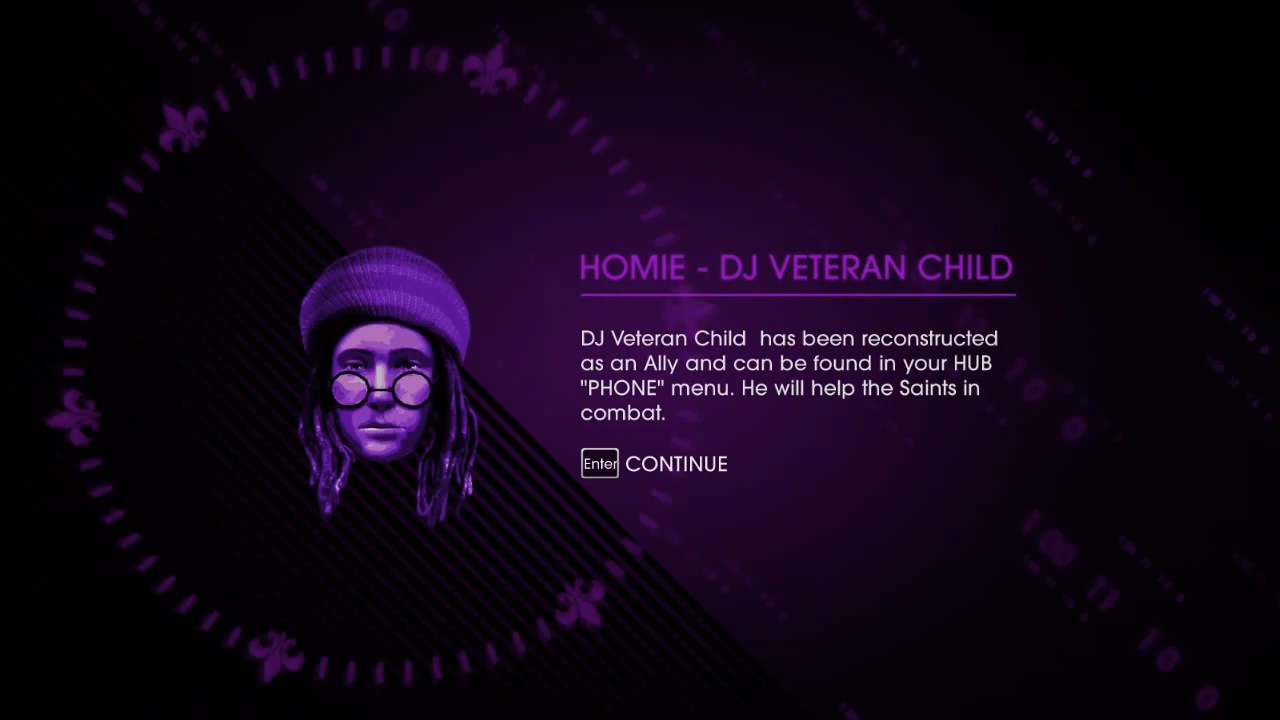 HOMIE - DJ VETERAN CHILD
DJ Veteran Child  has been reconstructed
as an Ally and can be found in your HUB
"PHONE" menu. He will help the Saints in
combat.
Enter CONTINUE